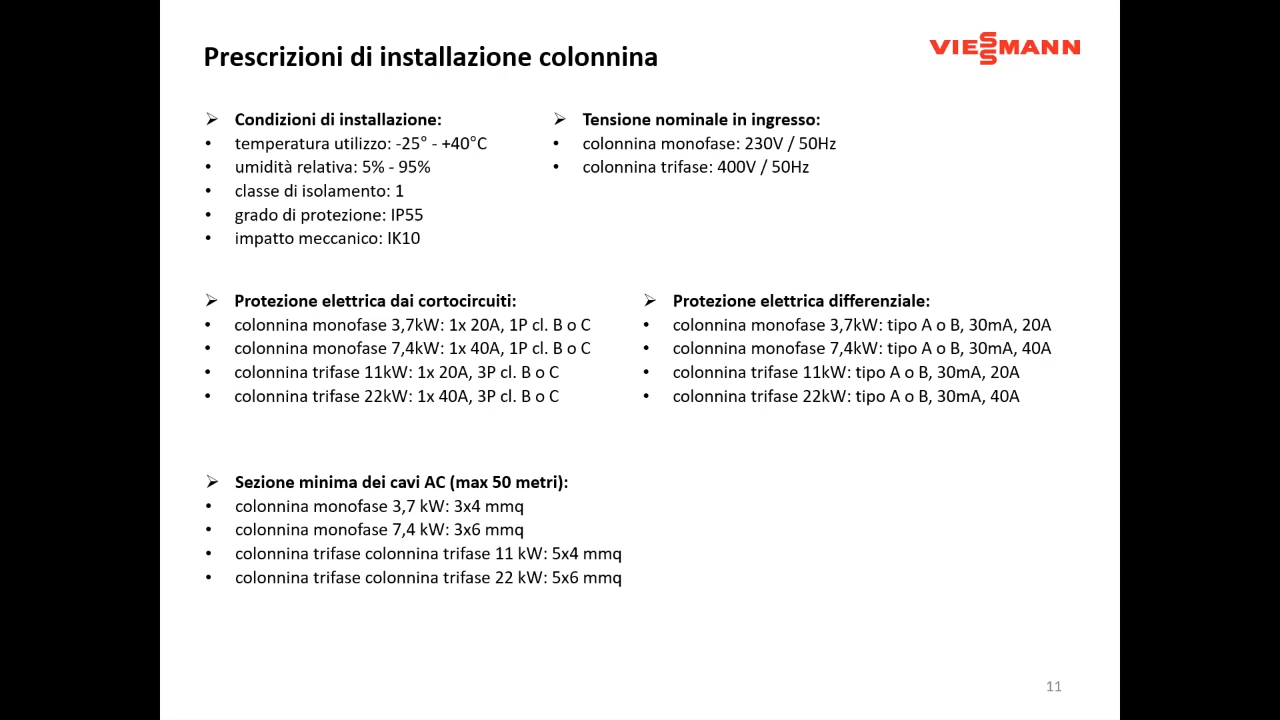 Prescrizioni di installazione colonnina
VIESSMANN
➢ Condizioni di installazione:
• temperatura utilizzo: -25° - +40°C
• umidità relativa: 5% - 95%
• classe di isolamento: 1
• grado di protezione: IP55
• impatto meccanico: IK10
➢ Tensione nominale in ingresso:
• colonnina monofase: 230V / 50Hz
• colonnina trifase: 400V / 50Hz
➢ Protezione elettrica dai cortocircuiti:
• colonnina monofase 3,7kW: 1x 20A, 1P cl. B o C
• colonnina monofase 7,4kW: 1x 40A, 1P cl. B o C
• colonnina trifase 11kW: 1x 20A, 3P cl. B o C
• colonnina trifase 22kW: 1x 40A, 3P cl. B o C
➢ Protezione elettrica differenziale:
• colonnina monofase 3,7kW: tipo A o B, 30mA, 20A
• colonnina monofase 7,4kW: tipo A o B, 30mA, 40A
• colonnina trifase 11kW: tipo A o B, 30mA, 20A
• colonnina trifase 22kW: tipo A o B, 30mA, 40A
➢ Sezione minima dei cavi AC (max 50 metri):
• colonnina monofase 3,7 kW: 3x4 mmq
• colonnina monofase 7,4 kW: 3x6 mmq
• colonnina trifase colonnina trifase 11 kW: 5x4 mmq
• colonnina trifase colonnina trifase 22 kW: 5x6 mmq
11